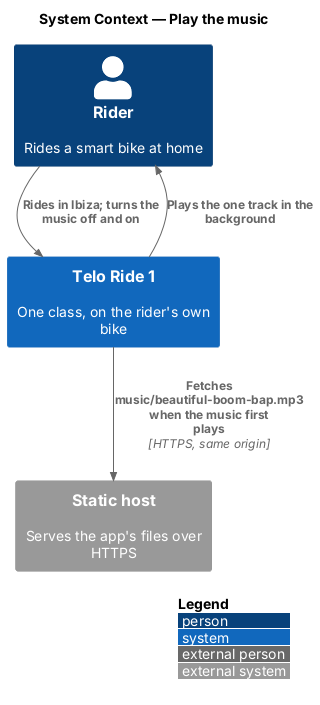 System Context — Play the music
Rider
Rides a smart bike at home
Rides in Ibiza; turns the
music off and on
Plays the one track in the
background
Telo Ride 1
One class, on the rider's own
bike
Fetches
music/beautiful-boom-bap.mp3
when the music first
plays
[HTTPS, same origin]
Static host
Serves the app's files over
HTTPS
Legend
person
system
external person
external system